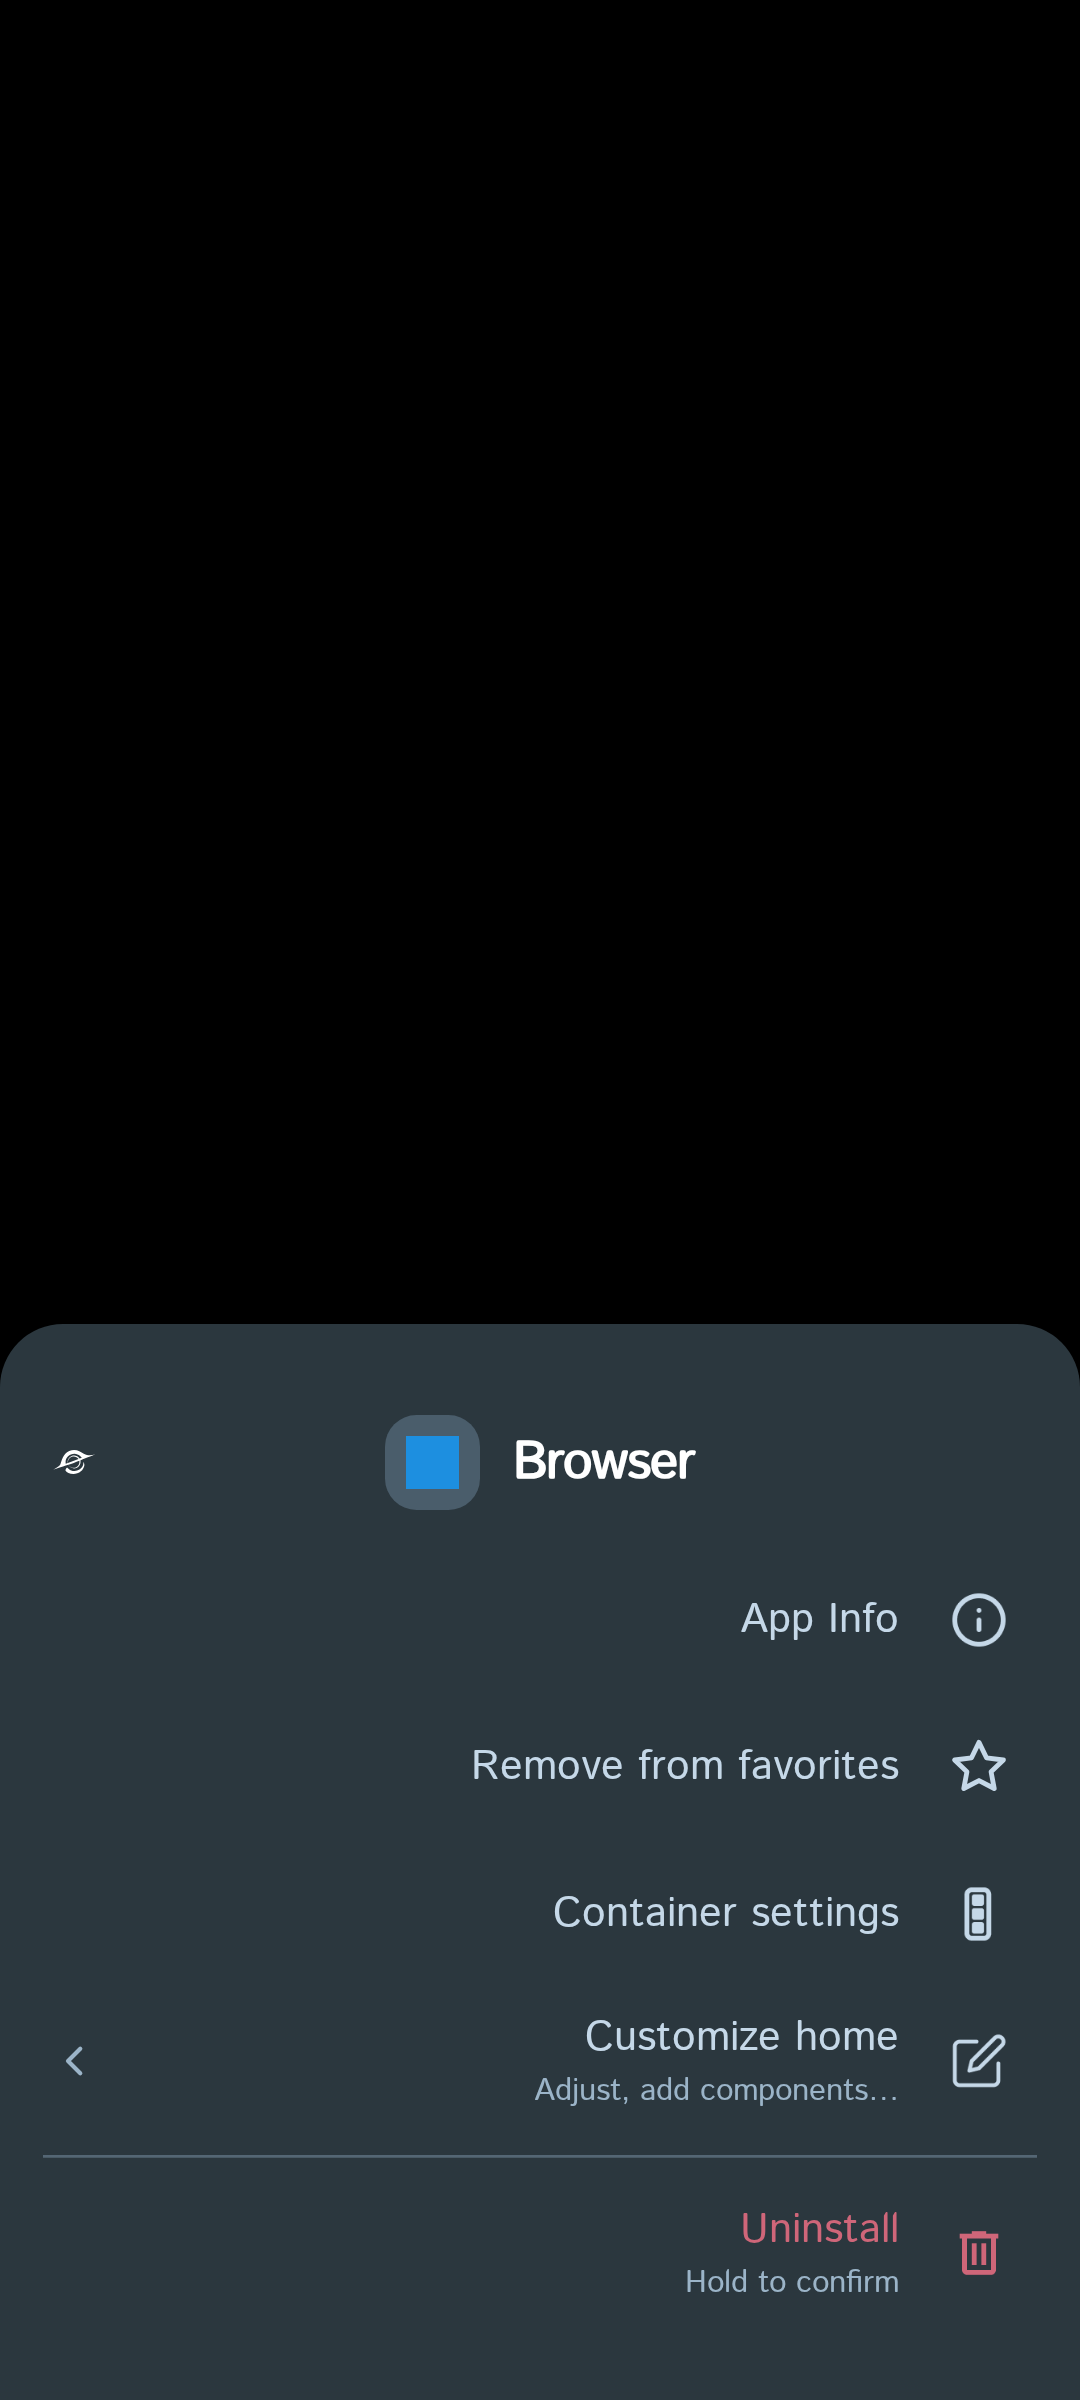 Browser
App Info
Remove from favorites
Container settings
Customize home
Adjust, add components...
Uninstall
Hold to confirm